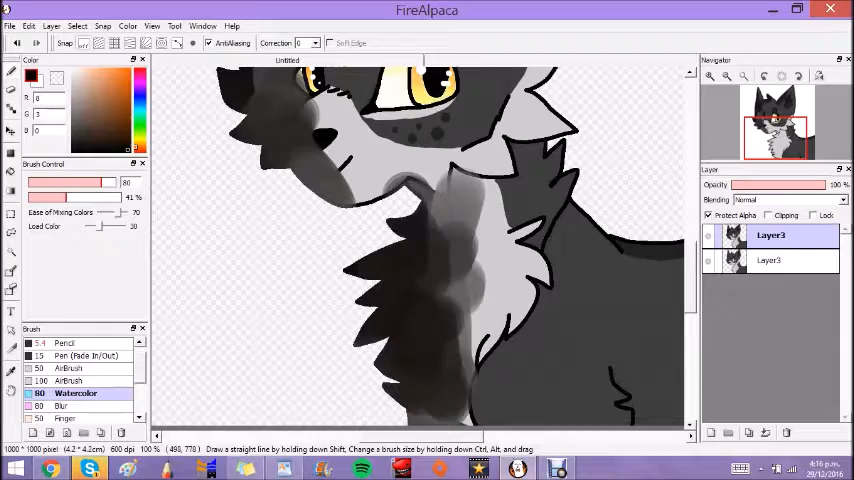 FireAlpaca
File Edit Layer Select Snap Color View Tool Window Help
Snap off AntiAliasing Correction 0 Soft Edge
Color
Untitled
Navigator
R 8
G 3
B 0
Brush Control
80
41 %
Ease of Mixing Colors 70
Load Color 30
Layer
Opacity 100 %
Blending Normal
Protect Alpha Clipping Lock
Layer3
Layer3
Brush
5.4 Pencil
15 Pen (Fade In/Out)
50 AirBrush
100 AirBrush
80 Watercolor
80 Blur
50 Finger
1000 * 1000 pixel (4.2 * 4.2cm) 600 dpi 100 % ( 498, 778 ) Draw a straight line by holding down Shift, Change a brush size by holding down Ctrl, Alt, and drag
4:16 p.m.
29/12/2016